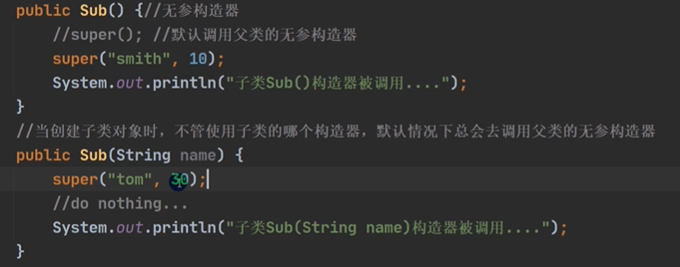 public Sub() {//无参构造器
//super(); //默认调用父类的无参构造器
super("smith", 10);
System.out.println("子类Sub()构造器被调用....");
}
//当创建子类对象时，不管使用子类的哪个构造器，默认情况下总会去调用父类的无参构造器
public Sub(String name) {
super("tom", 30);
//do nothing...
System.out.println("子类Sub(String name)构造器被调用....");
}